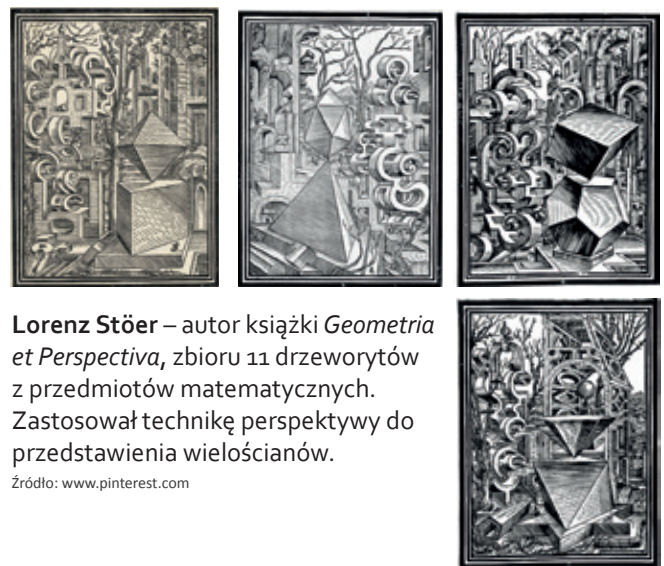 Lorenz Stöer – autor książki Geometria
et Perspectiva, zbioru 11 drzeworytów
z przedmiotów matematycznych.
Zastosował technikę perspektywy do
przedstawienia wielościanów.
Źródło: www.pinterest.com